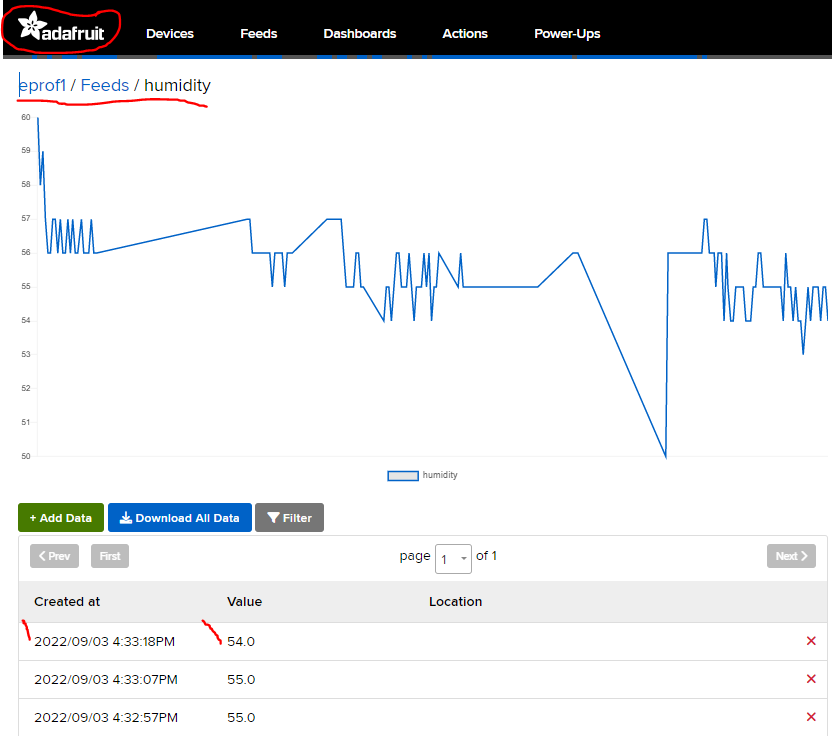 adafruit Devices Feeds Dashboards Actions Power-Ups
eprof1 / Feeds / humidity
60
59
58
57
56
55
54
53
52
51
50
humidity
+ Add Data Download All Data Filter
Prev First page 1 of 1 Next
Created at Value Location
2022/09/03 4:33:18PM 54.0
2022/09/03 4:33:07PM 55.0
2022/09/03 4:32:57PM 55.0